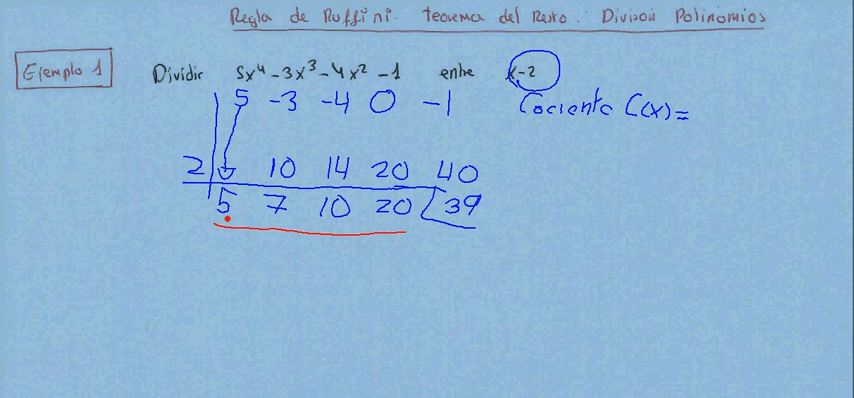 Regla de Ruffini. teorema del Resto. Division Polinomios
Ejemplo 1
Dividir 5x⁴-3x³-4x²-1 entre x-2
5 -3 -4 0 -1
Cociente C(x)=
2 10 14 20 40
5 7 10 20 39